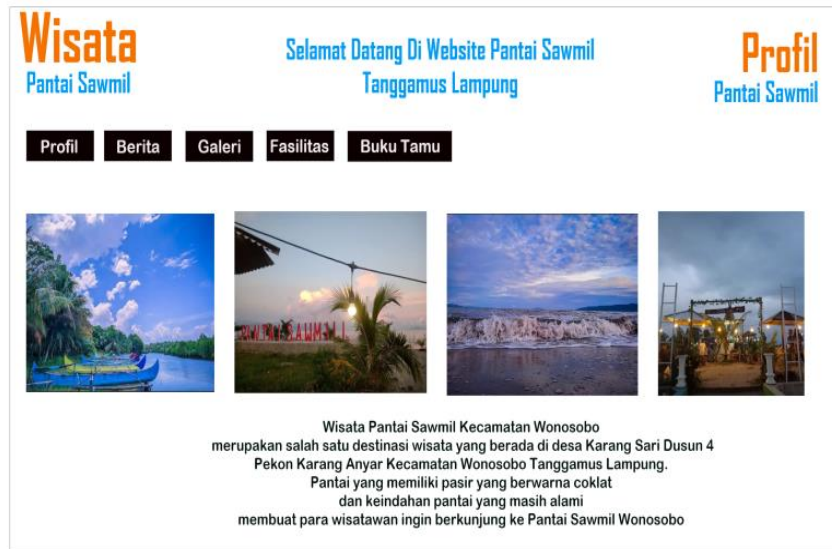 Wisata
Pantai Sawmil
Selamat Datang Di Website Pantai Sawmil
Tanggamus Lampung
Profil
Pantai Sawmil
Profil
Berita
Galeri
Fasilitas
Buku Tamu
Wisata Pantai Sawmil Kecamatan Wonosobo
merupakan salah satu destinasi wisata yang berada di desa Karang Sari Dusun 4
Pekon Karang Anyar Kecamatan Wonosobo Tanggamus Lampung.
Pantai yang memiliki pasir yang berwarna coklat
dan keindahan pantai yang masih alami
membuat para wisatawan ingin berkunjung ke Pantai Sawmil Wonosobo